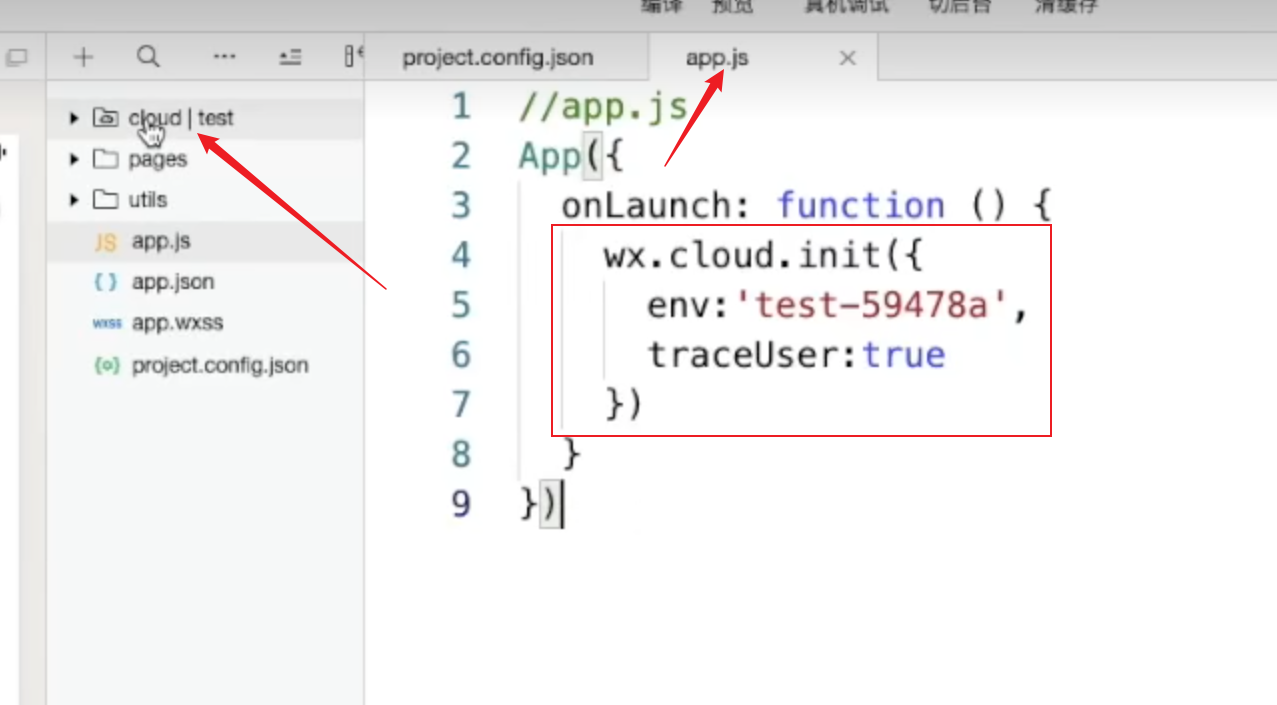 编译 预览 真机调试 切后台 清缓存
project.config.json app.js
cloud | test
pages
utils
JS app.js
{ } app.json
wxss app.wxss
{o} project.config.json
1 //app.js
2 App({
3 onLaunch: function () {
4 wx.cloud.init({
5 env:'test-59478a',
6 traceUser:true
7 })
8 }
9 })